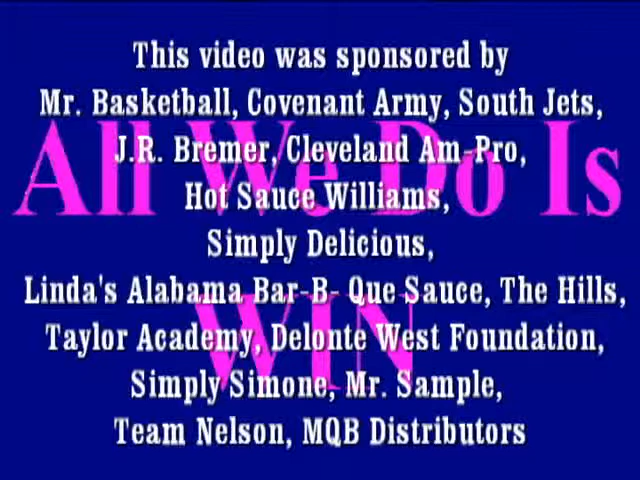 This video was sponsored by
Mr. Basketball, Covenant Army, South Jets,
J.R. Bremer, Cleveland Am-Pro,
Hot Sauce Williams,
Simply Delicious,
Linda's Alabama Bar-B- Que Sauce, The Hills,
Taylor Academy, Delonte West Foundation,
Simply Simone, Mr. Sample,
Team Nelson, MQB Distributors
All We Do Is
WIN